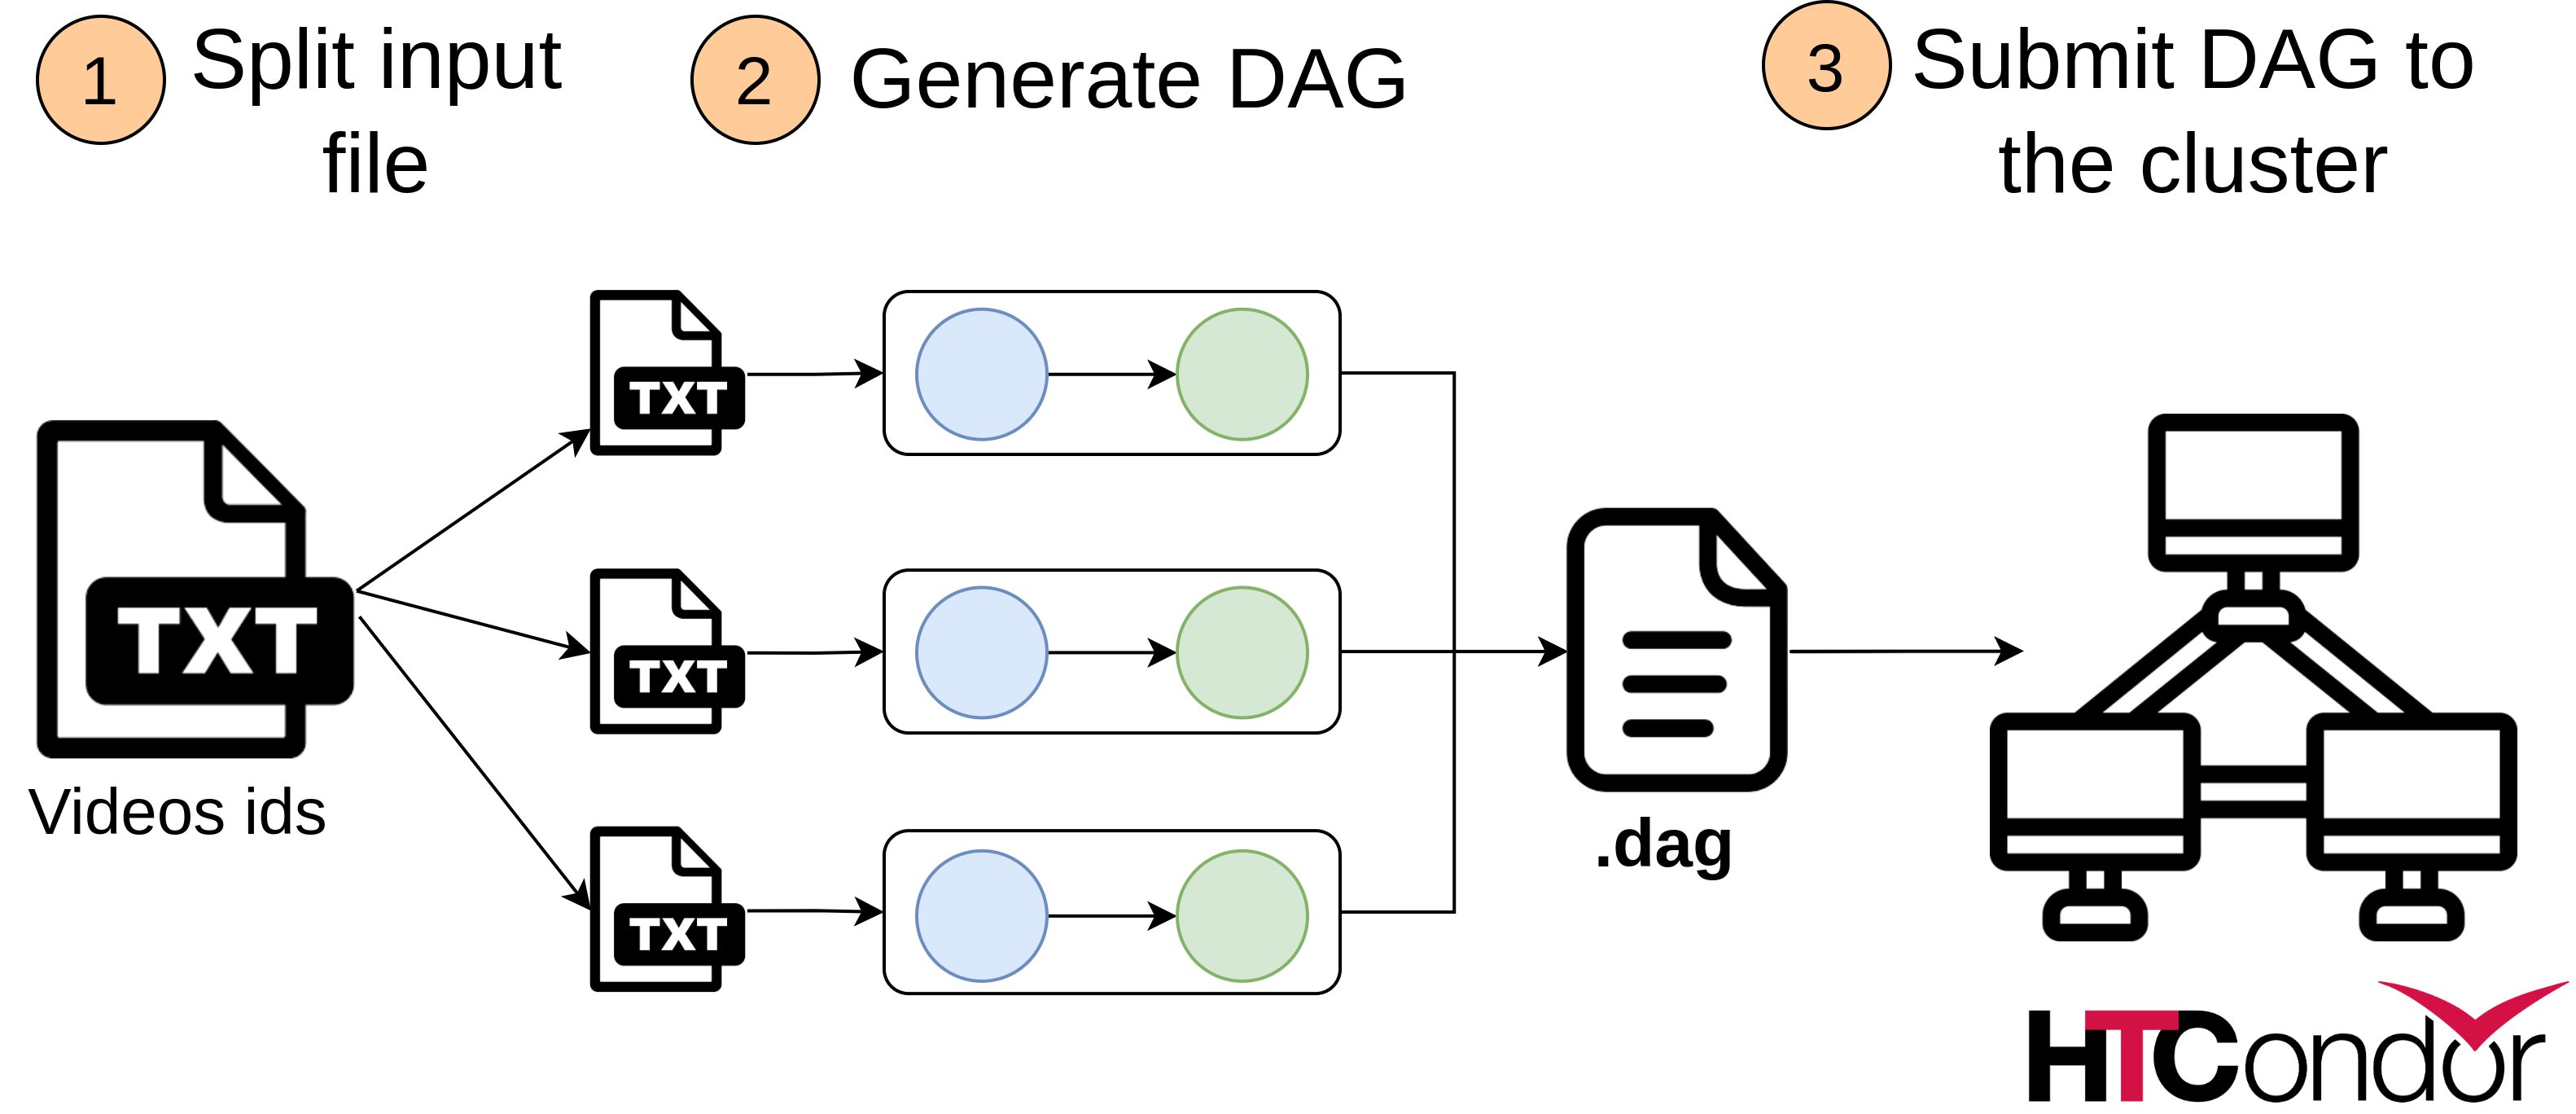 1
Split input
file
2
Generate DAG
3
Submit DAG to
the cluster
TXT
Videos ids
TXT
TXT
TXT
.dag
HTCondor